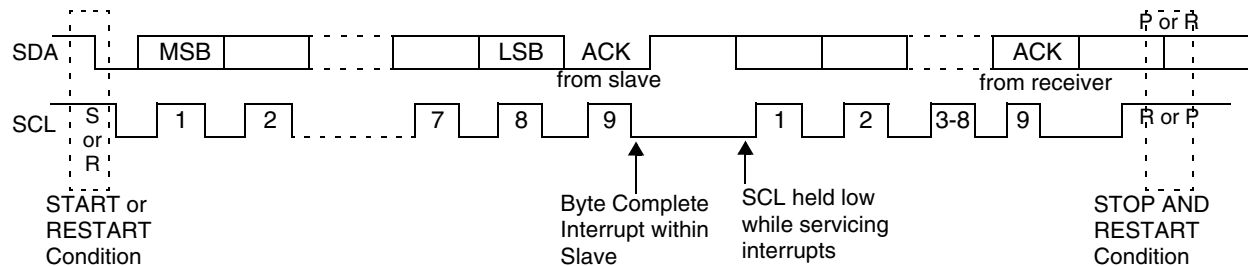 P or R
SDA
MSB
LSB
ACK
ACK
from slave
from receiver
SCL
S
or
R
1
2
7
8
9
1
2
3-8
9
R or P
START or
RESTART
Condition
Byte Complete
Interrupt within
Slave
SCL held low
while servicing
interrupts
STOP AND
RESTART
Condition